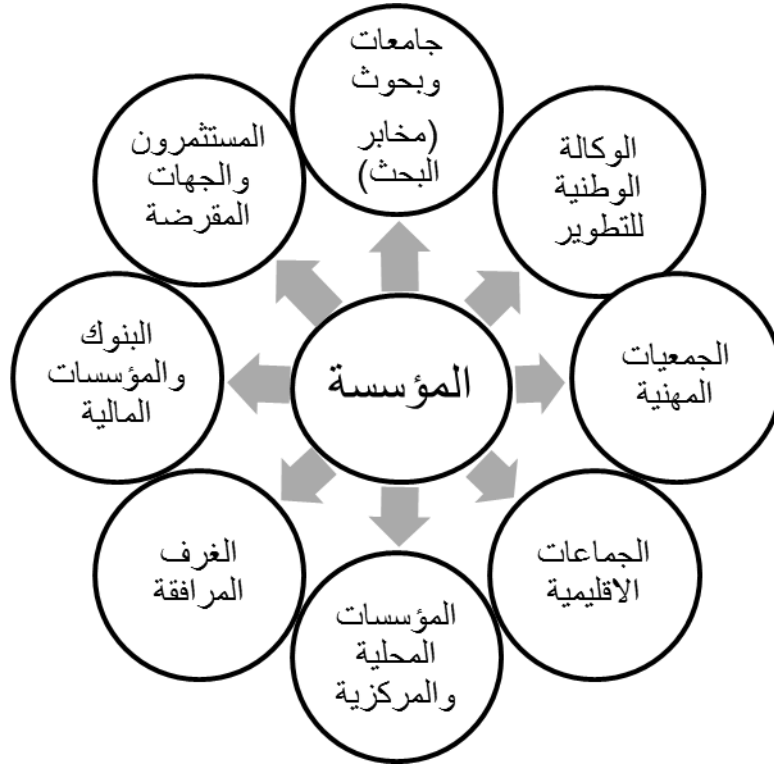 جامعات
وبحوث
(مخابر
البحث)
الوكالة
الوطنية
للتطوير
الجمعيات
المهنية
الجماعات
الاقليمية
المؤسسات
المحلية
والمركزية
الغرف
المرافقة
البنوك
والمؤسسات
المالية
المستثمرون
والجهات
المقرضة
المؤسسة